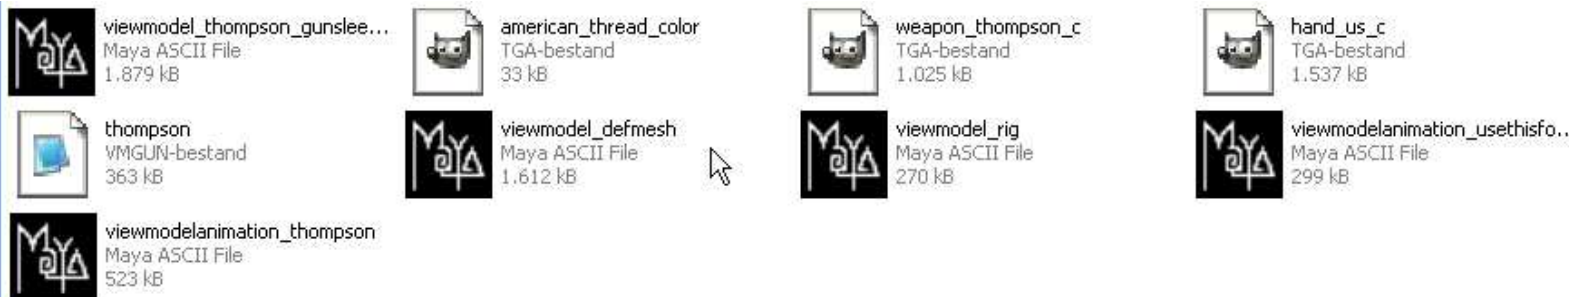 viewmodel_thompson_gunslee...
Maya ASCII File
1.879 kB
american_thread_color
TGA-bestand
33 kB
weapon_thompson_c
TGA-bestand
1.025 kB
hand_us_c
TGA-bestand
1.537 kB
thompson
VMGUN-bestand
363 kB
viewmodel_defmesh
Maya ASCII File
1.612 kB
viewmodel_rig
Maya ASCII File
270 kB
viewmodelanimation_usethisfo..
Maya ASCII File
299 kB
viewmodelanimation_thompson
Maya ASCII File
523 kB